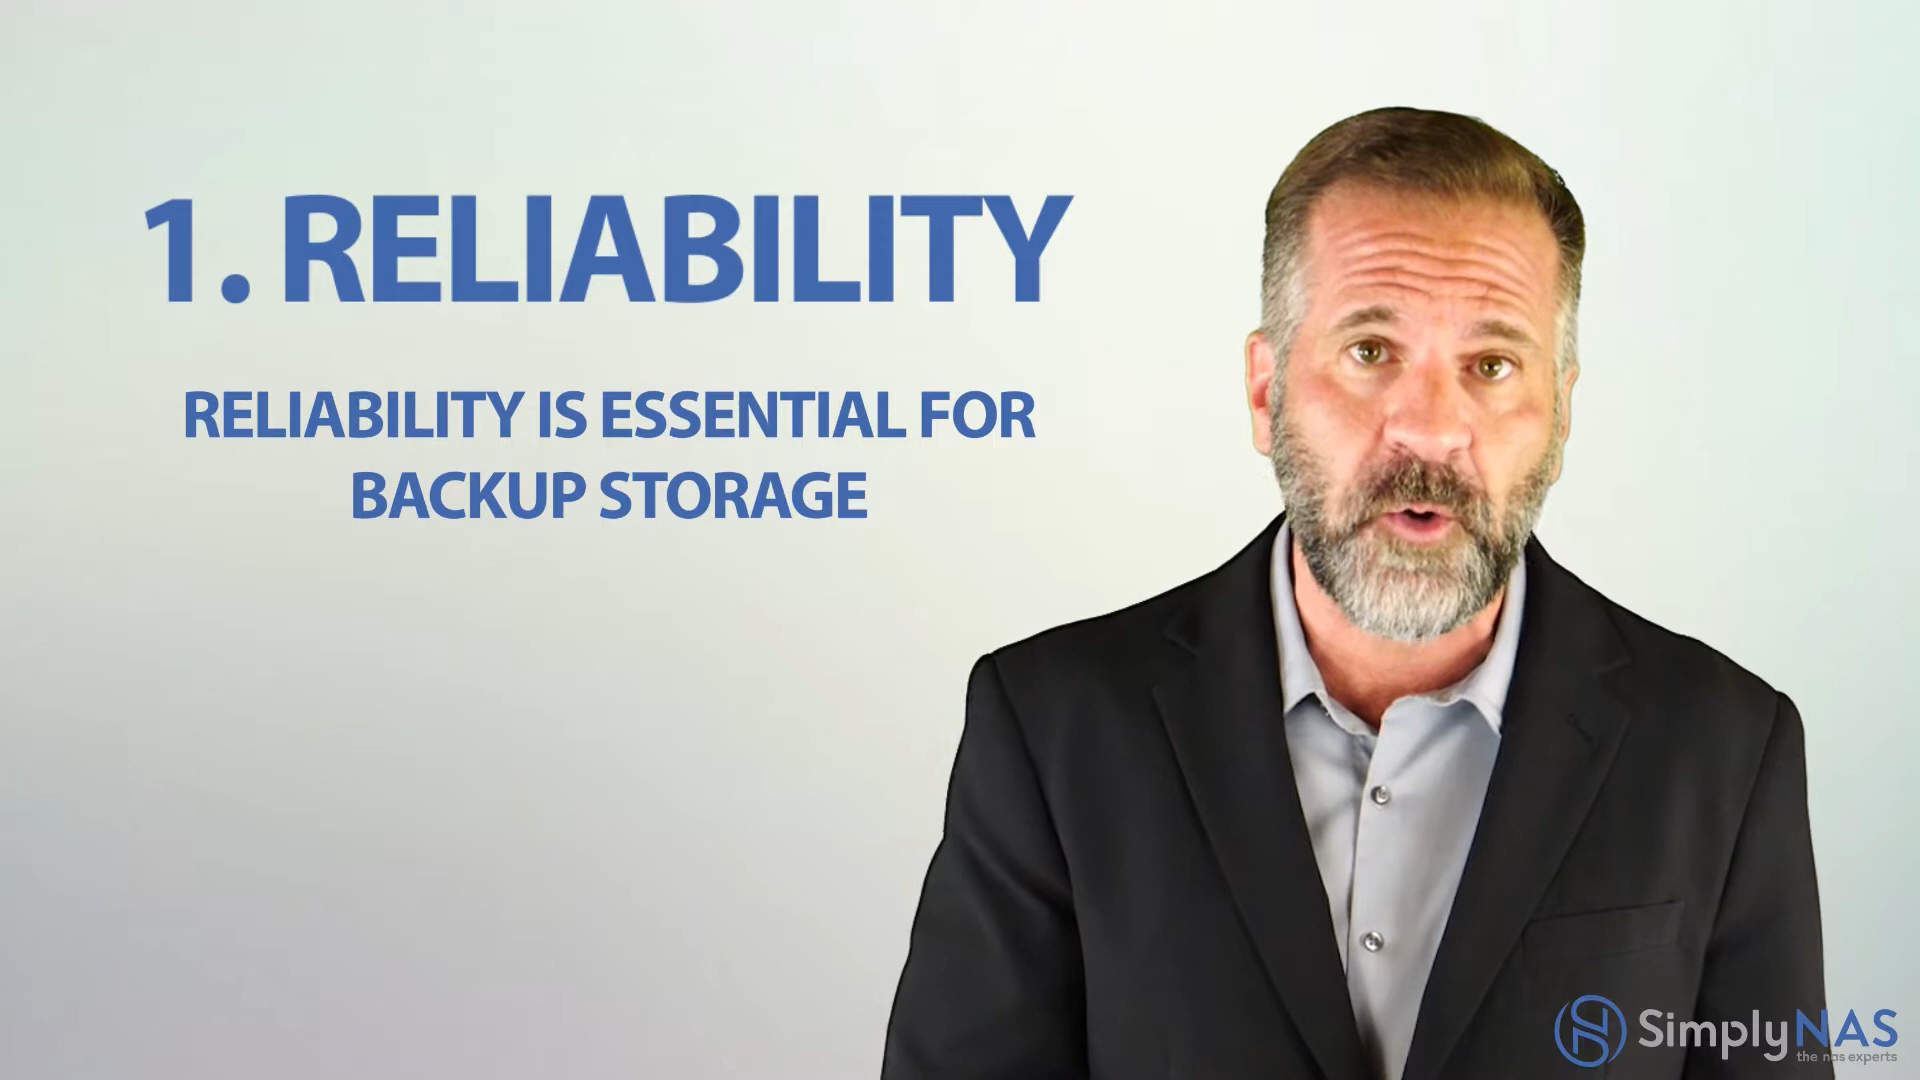 1. RELIABILITY
RELIABILITY IS ESSENTIAL FOR
BACKUP STORAGE
SimplyNAS
the nas experts